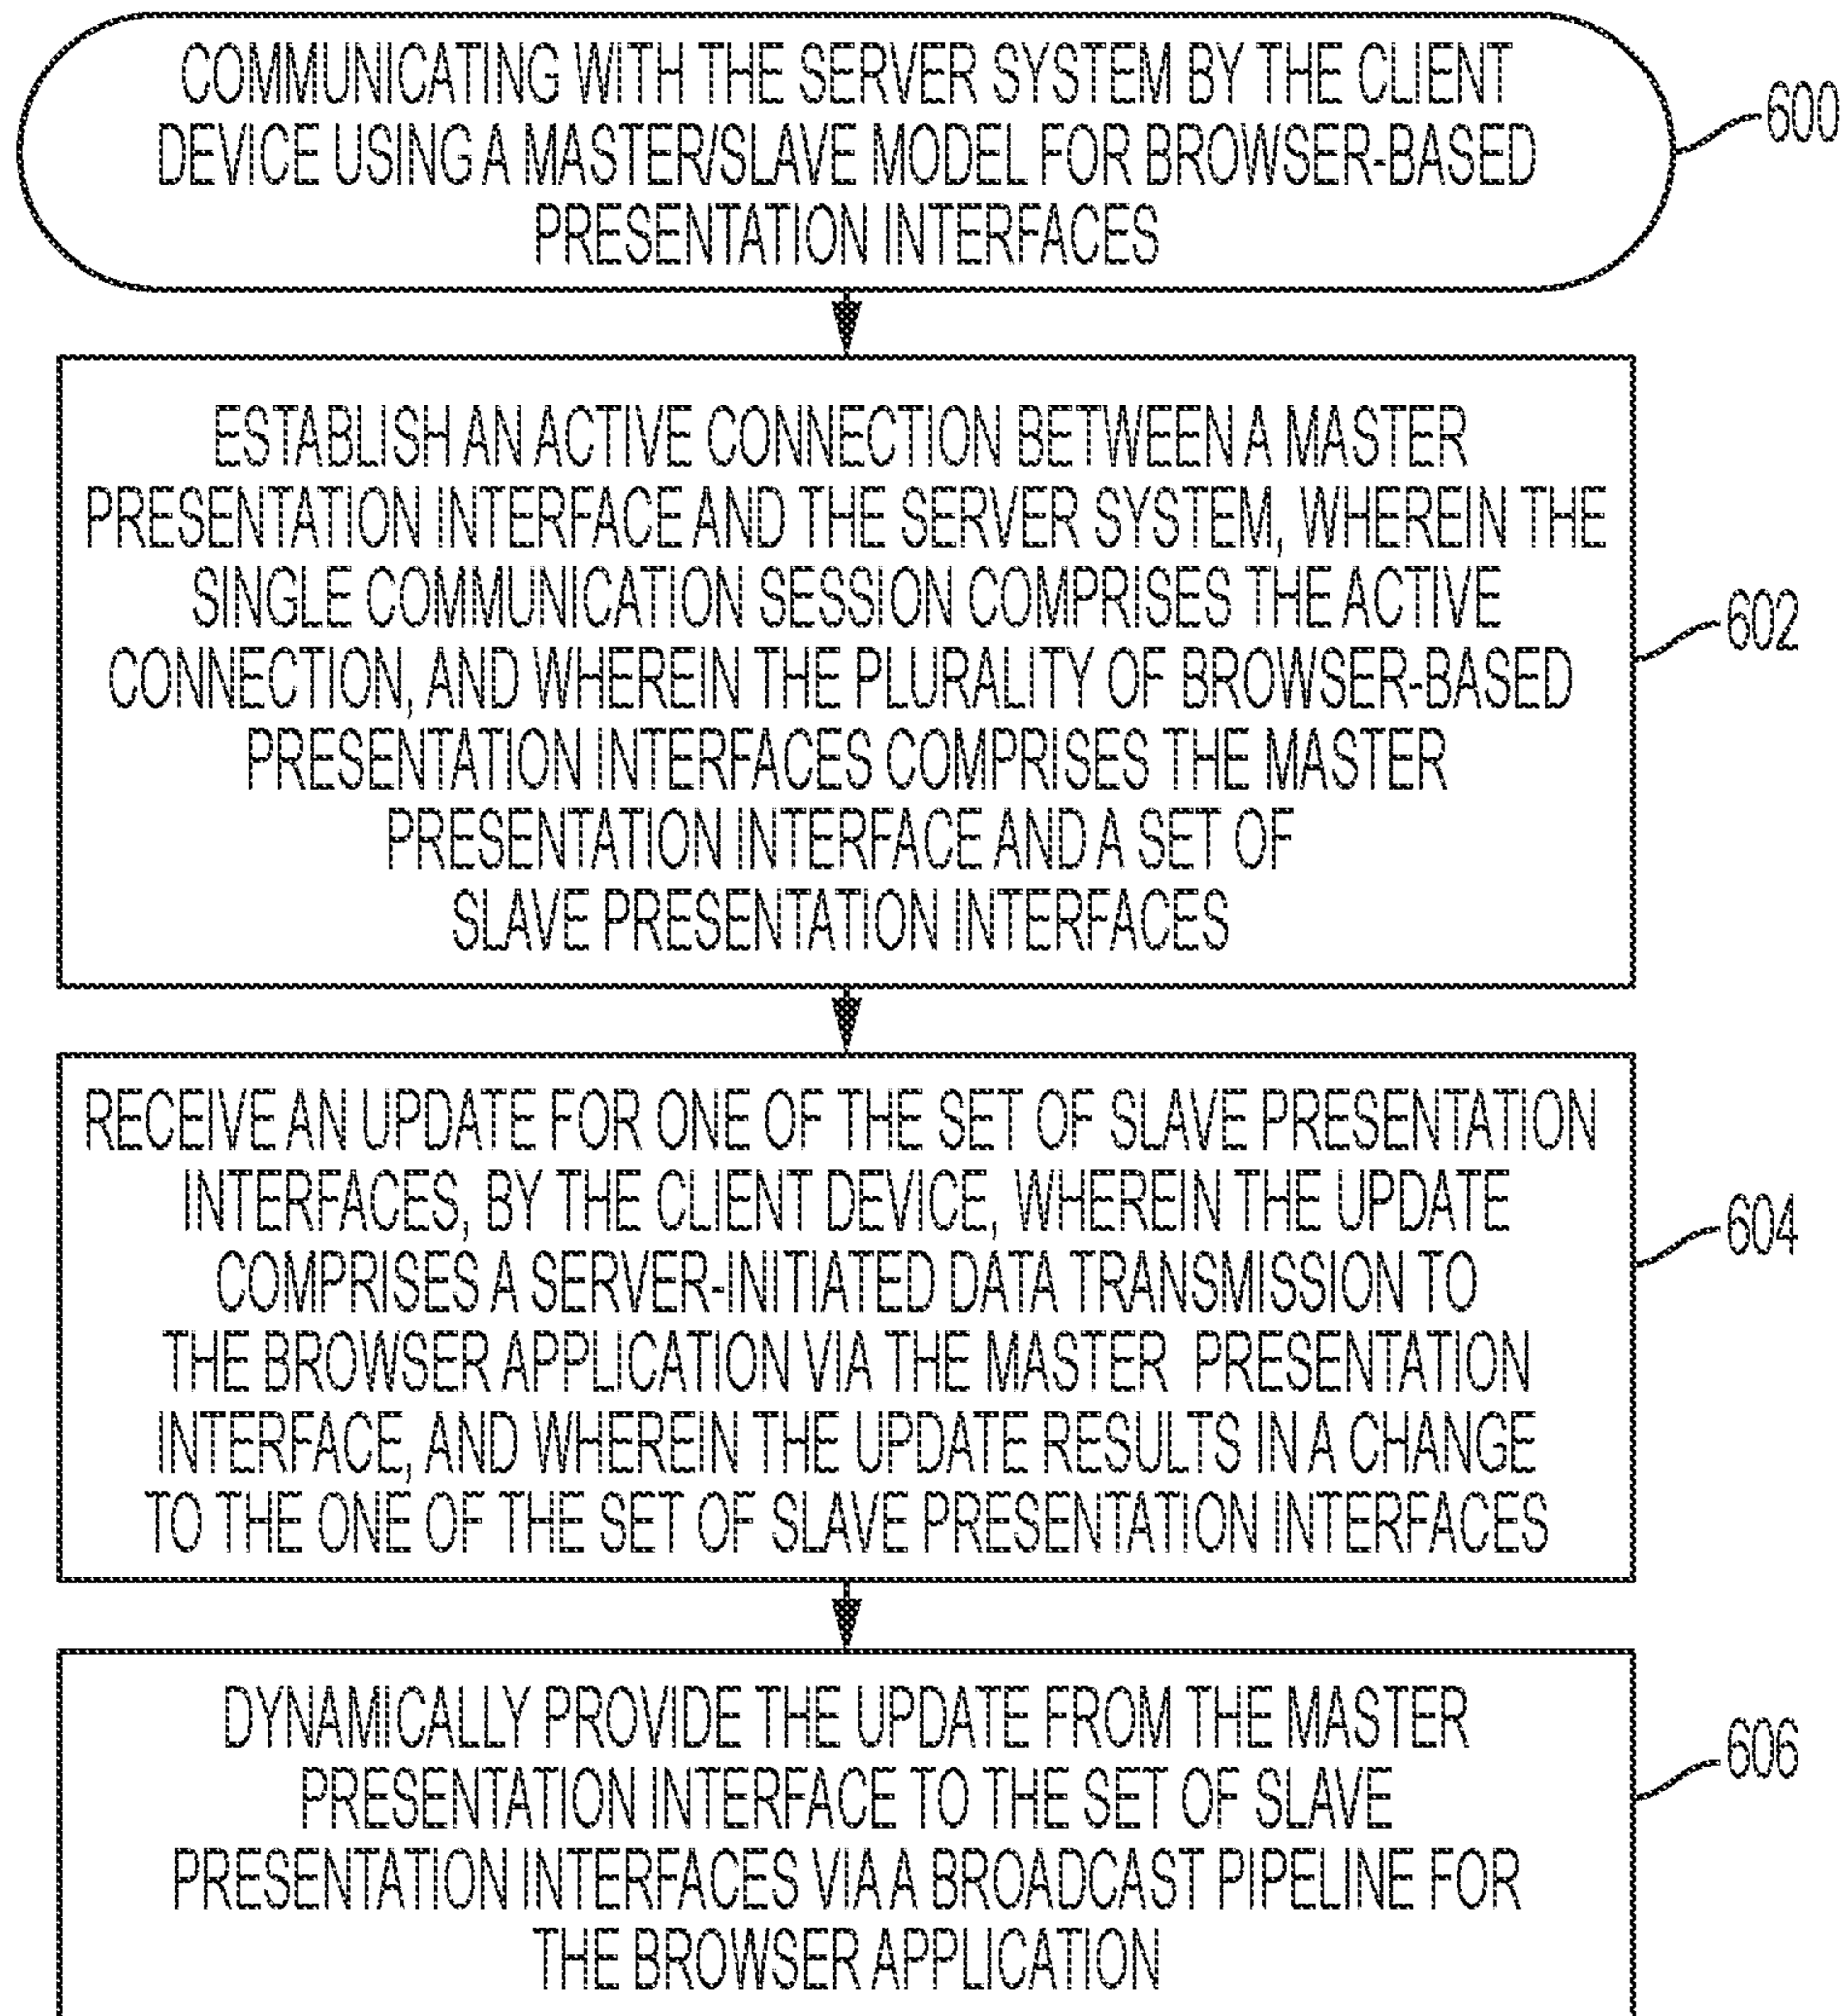 COMMUNICATING WITH THE SERVER SYSTEM BY THE CLIENT
DEVICE USING A MASTER/SLAVE MODEL FOR BROWSER-BASED
PRESENTATION INTERFACES
600
ESTABLISH AN ACTIVE CONNECTION BETWEEN A MASTER
PRESENTATION INTERFACE AND THE SERVER SYSTEM, WHEREIN THE
SINGLE COMMUNICATION SESSION COMPRISES THE ACTIVE
CONNECTION, AND WHEREIN THE PLURALITY OF BROWSER-BASED
PRESENTATION INTERFACES COMPRISES THE MASTER
PRESENTATION INTERFACE AND A SET OF
SLAVE PRESENTATION INTERFACES
602
RECEIVE AN UPDATE FOR ONE OF THE SET OF SLAVE PRESENTATION
INTERFACES, BY THE CLIENT DEVICE, WHEREIN THE UPDATE
COMPRISES A SERVER-INITIATED DATA TRANSMISSION TO
THE BROWSER APPLICATION VIA THE MASTER PRESENTATION
INTERFACE, AND WHEREIN THE UPDATE RESULTS IN A CHANGE
TO THE ONE OF THE SET OF SLAVE PRESENTATION INTERFACES
604
DYNAMICALLY PROVIDE THE UPDATE FROM THE MASTER
PRESENTATION INTERFACE TO THE SET OF SLAVE
PRESENTATION INTERFACES VIA A BROADCAST PIPELINE FOR
THE BROWSER APPLICATION
606